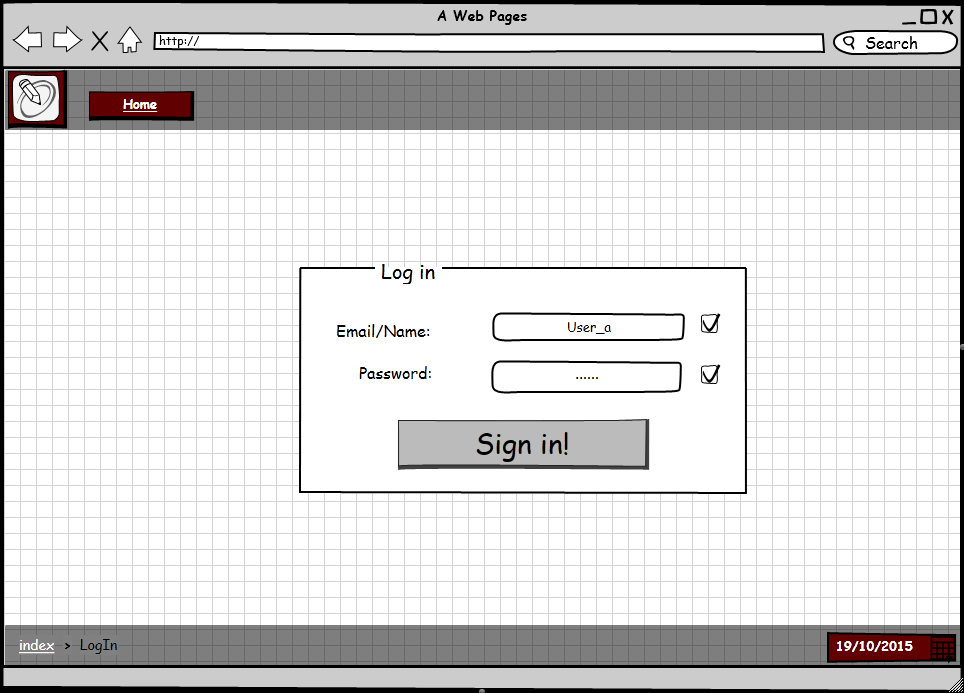 A Web Pages
http://
Search
Home
Log in
Email/Name:
User_a
Password:
......
Sign in!
index > LogIn
19/10/2015